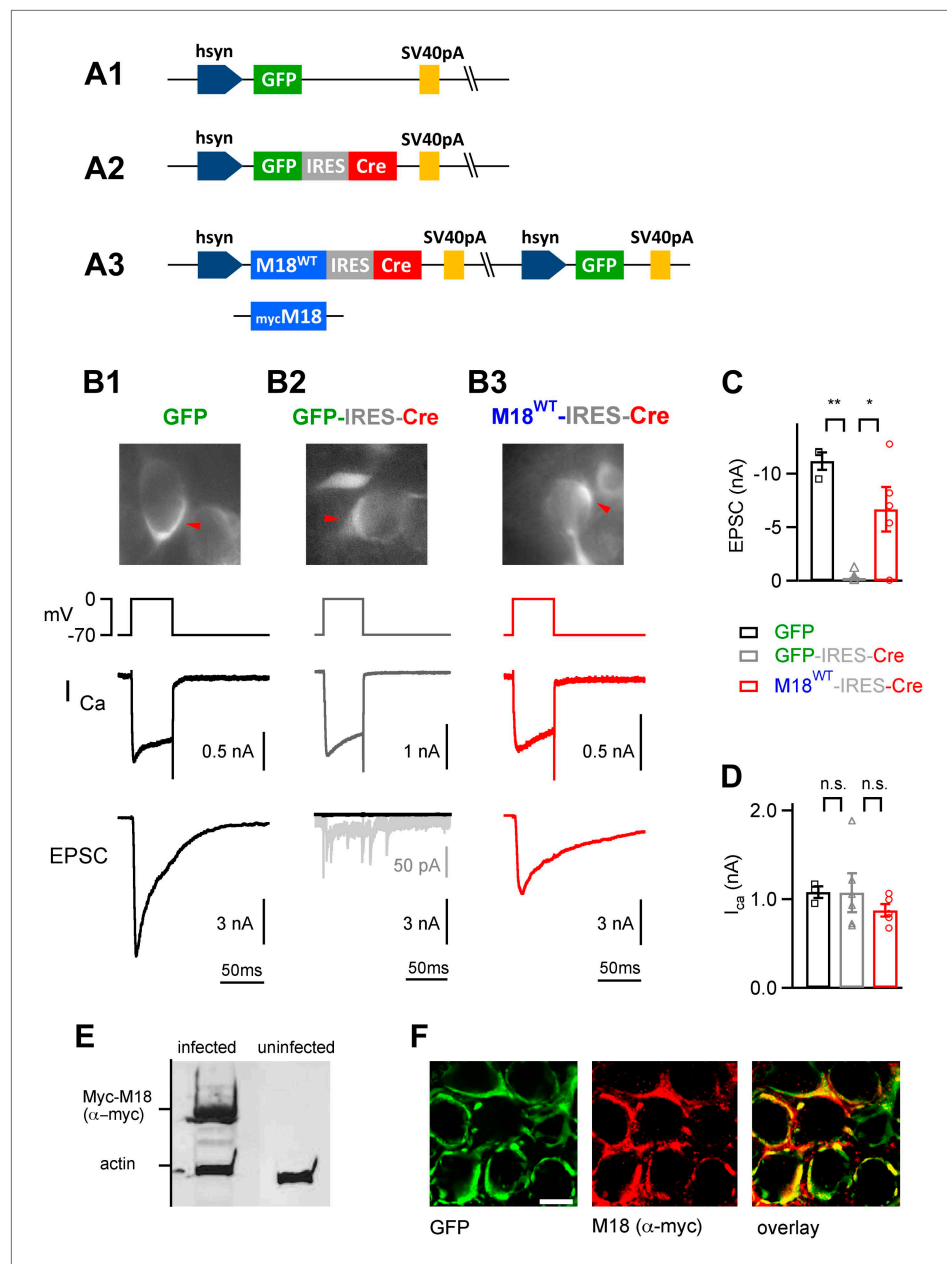 hsyn
SV40pA
A1
GFP
hsyn
SV40pA
A2
GFP IRES Cre
hsyn
SV40pA
hsyn
SV40pA
A3
M18WT IRES Cre
GFP
mycM18
B1
B2
B3
C
GFP
GFP-IRES-Cre
M18WT-IRES-Cre
** *
EPSC (nA)
-10
-5
0
0
mV
-70
GFP
GFP-IRES-Cre
M18WT-IRES-Cre
ICa
0.5 nA
1 nA
0.5 nA
D
n.s. n.s.
2.0
Ica (nA)
1.0
0.0
EPSC
50 pA
3 nA
3 nA
3 nA
50ms
50ms
50ms
E
infected uninfected
Myc-M18
(α–myc)
actin
F
GFP
M18 (α-myc)
overlay